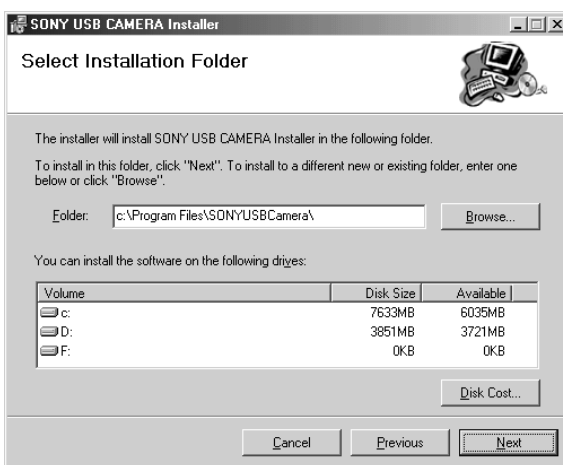 SONY USB CAMERA Installer
Select Installation Folder
The installer will install SONY USB CAMERA Installer in the following folder.
To install in this folder, click "Next". To install to a different new or existing folder, enter one
below or click "Browse".
Folder: c:\Program Files\SONYUSBCamera\ Browse...
You can install the software on the following drives:
Volume Disk Size Available
c: 7633MB 6035MB
D: 3851MB 3721MB
F: 0KB 0KB
Disk Cost...
Cancel Previous Next